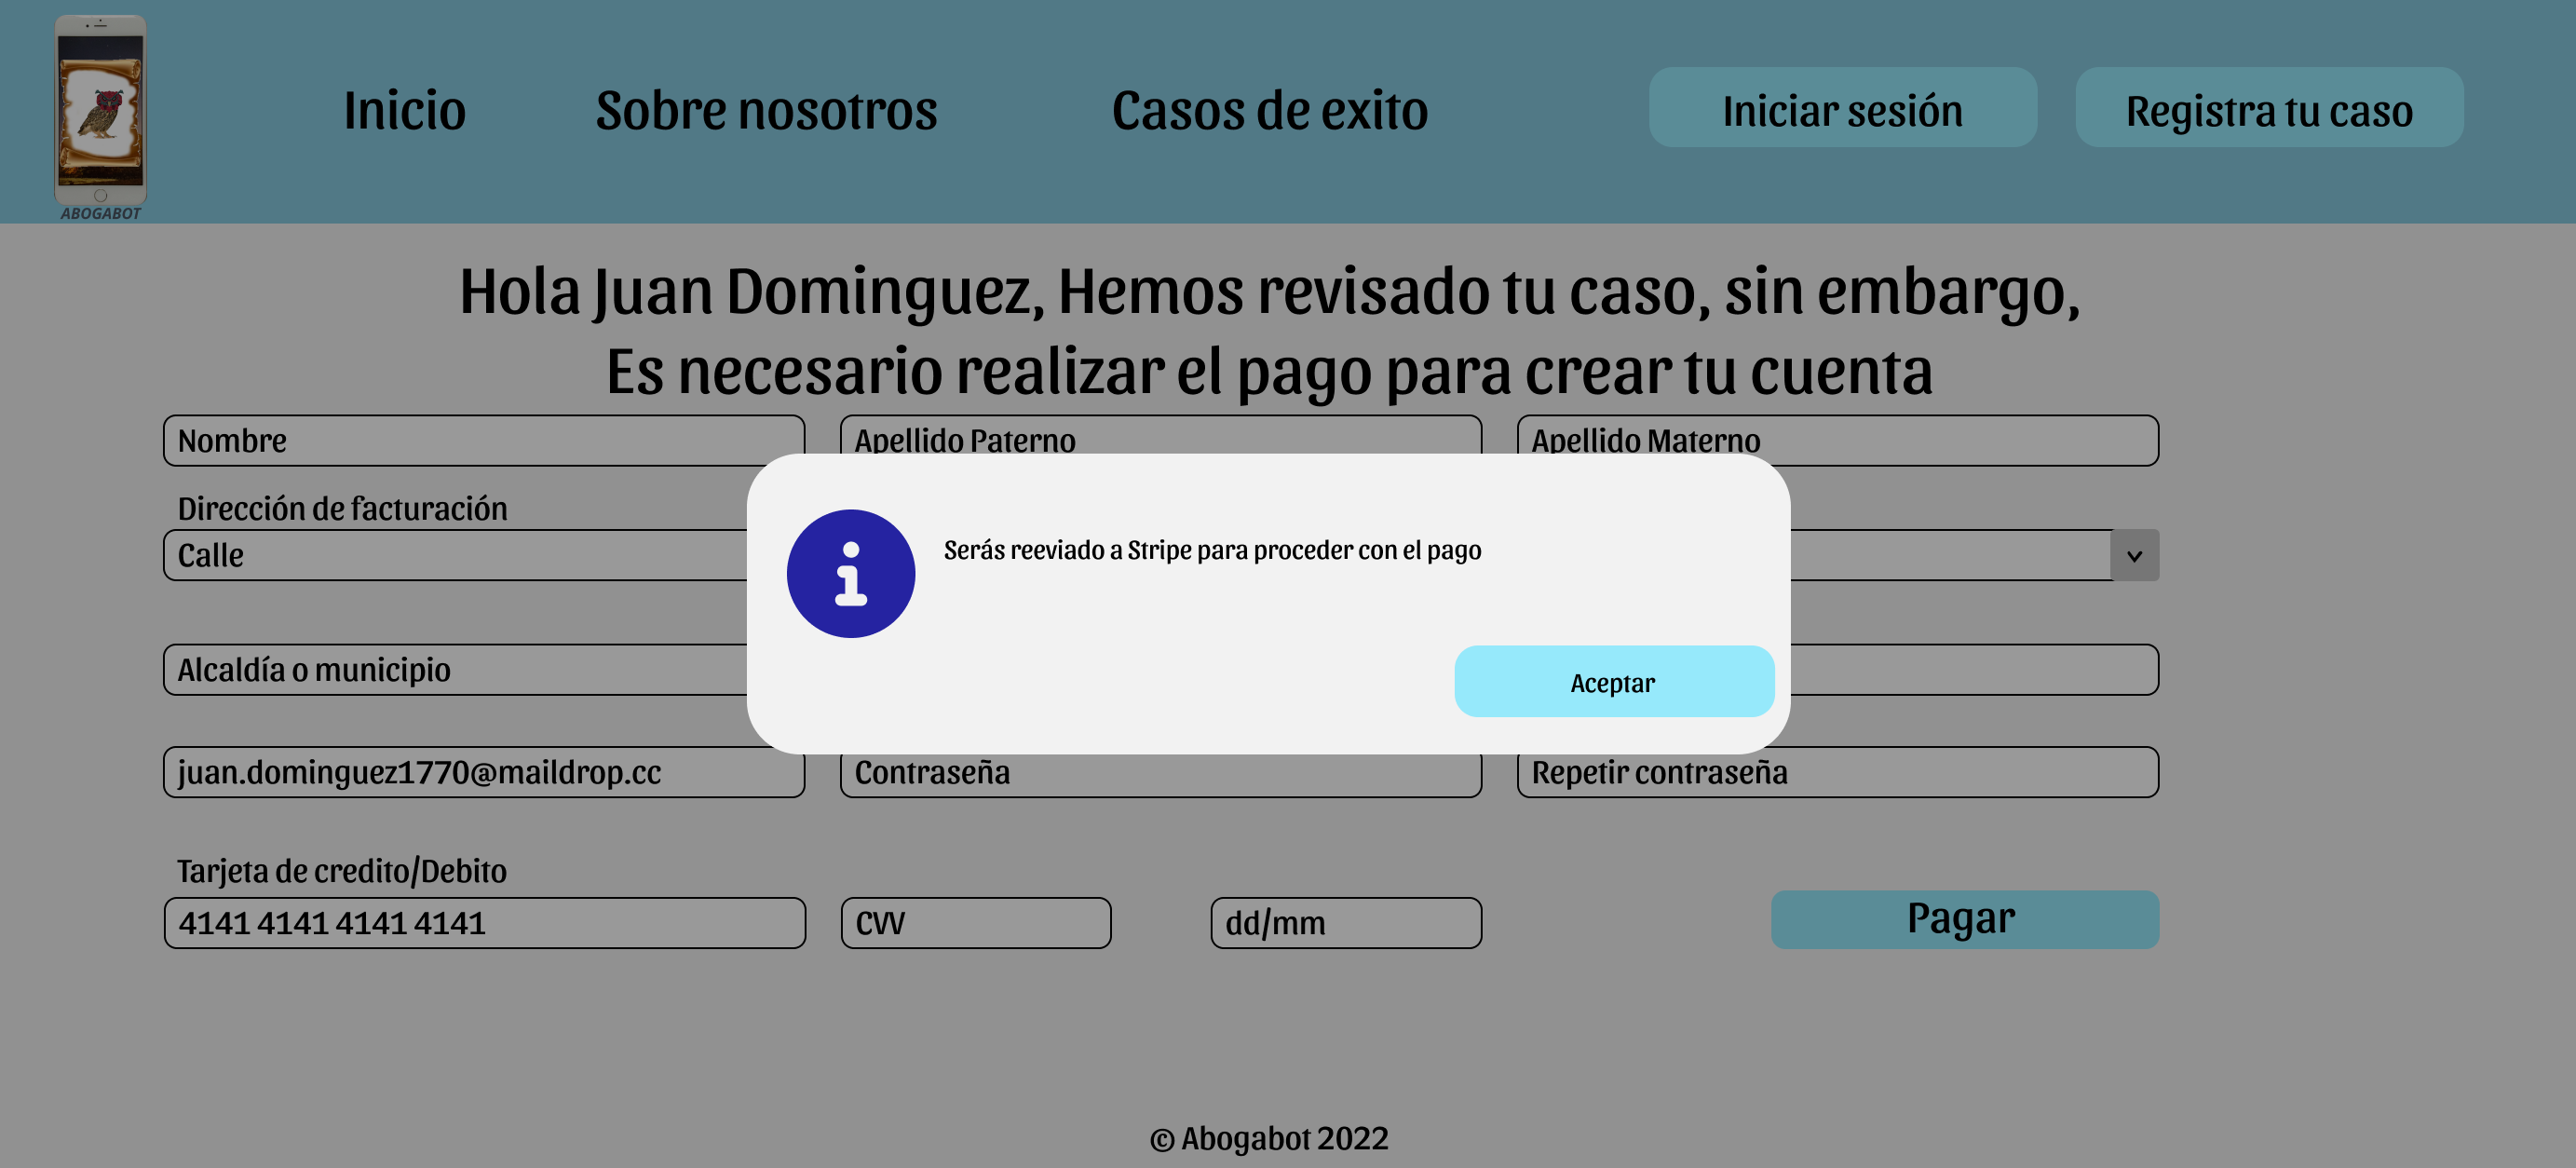 ABOGABOT
Inicio
Sobre nosotros
Casos de exito
Iniciar sesión
Registra tu caso
Hola Juan Dominguez, Hemos revisado tu caso, sin embargo,
Es necesario realizar el pago para crear tu cuenta
Nombre
Apellido Paterno
Apellido Materno
Dirección de facturación
Calle
Serás reeviado a Stripe para proceder con el pago
Alcaldía o municipio
Aceptar
juan.dominguez1770@maildrop.cc
Contraseña
Repetir contraseña
Tarjeta de credito/Debito
4141 4141 4141 4141
CVV
dd/mm
Pagar
© Abogabot 2022